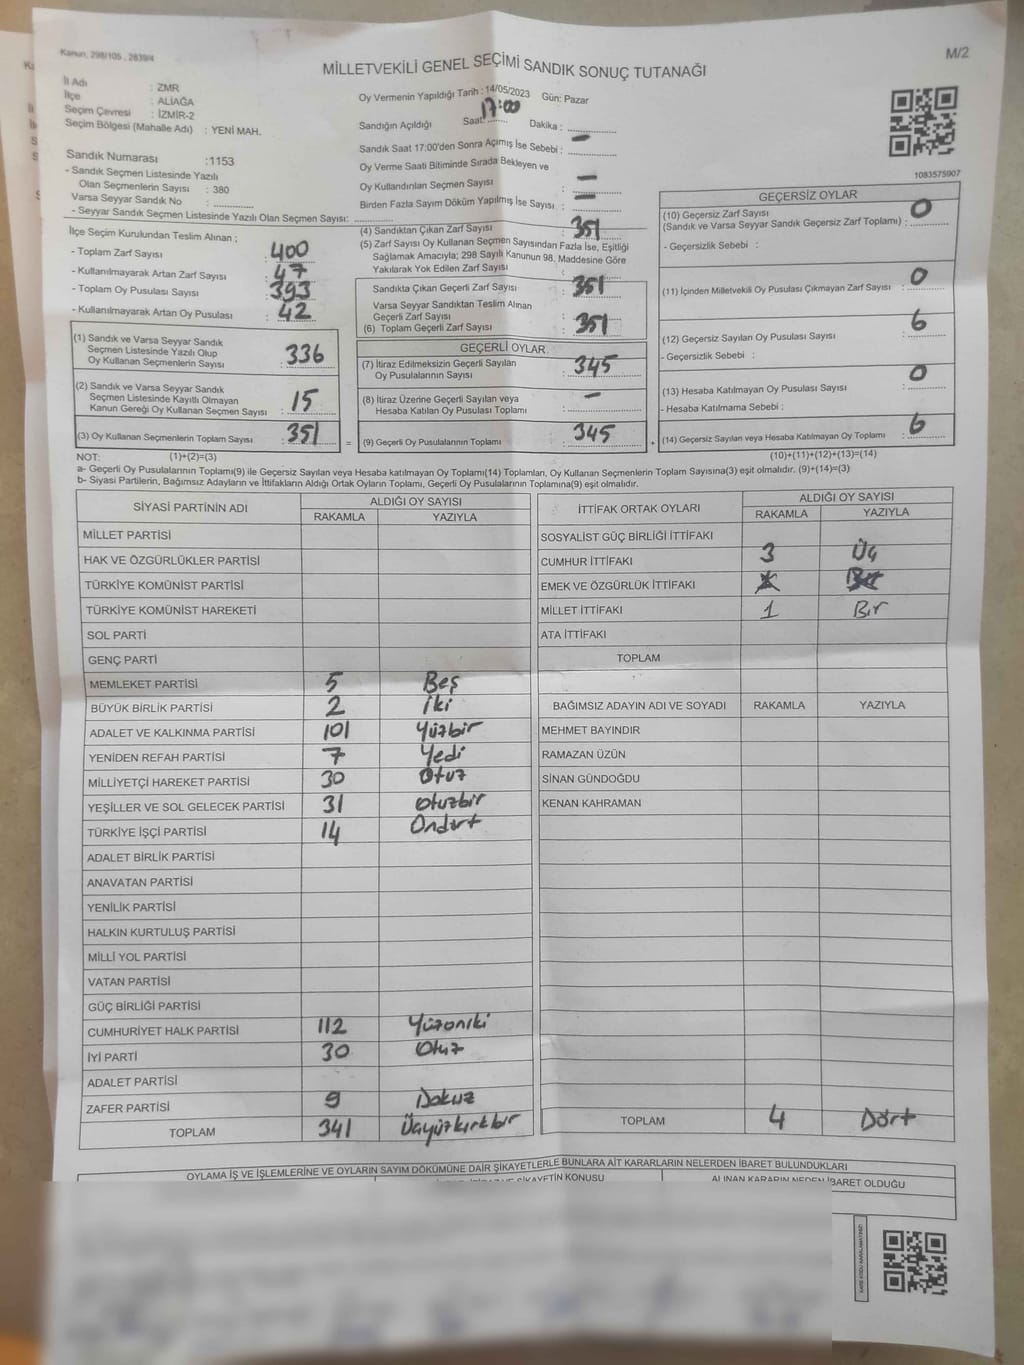 Kanun, 298/105 , 2839/4
M/2
MİLLETVEKİLİ GENEL SEÇİMİ SANDIK SONUÇ TUTANAĞI
İl Adı : ZMR
İlçe : ALİAĞA
Seçim Çevresi : İZMİR-2
Seçim Bölgesi (Mahalle Adı) : YENİ MAH.
Sandık Numarası :1153
- Sandık Seçmen Listesinde Yazılı
Olan Seçmenlerin Sayısı : 380
Varsa Seyyar Sandık No :
- Seyyar Sandık Seçmen Listesinde Yazılı Olan Seçmen Sayısı:
Oy Vermenin Yapıldığı Tarih : 14/05/2023 Gün: Pazar
Sandığın Açıldığı Saat: 17:00 Dakika :
Sandık Saat 17:00'den Sonra Açımış İse Sebebi : –
Oy Verme Saati Bitiminde Sırada Bekleyen ve
Oy Kullandırılan Seçmen Sayısı : –
Birden Fazla Sayım Döküm Yapılmış İse Sayısı : –
1083575907
İlçe Seçim Kurulundan Teslim Alınan ;
- Toplam Zarf Sayısı : 400
- Kullanılmayarak Artan Zarf Sayısı : 47
- Toplam Oy Pusulası Sayısı : 393
- Kullanılmayarak Artan Oy Pusulası : 42
(1) Sandık ve Varsa Seyyar Sandık
Seçmen Listesinde Yazılı Olup
Oy Kullanan Seçmenlerin Sayısı : 336
(2) Sandık ve Varsa Seyyar Sandık
Seçmen Listesinde Kayıtlı Olmayan
Kanun Gereği Oy Kullanan Seçmen Sayısı : 15
(3) Oy Kullanan Seçmenlerin Toplam Sayısı : 351
(4) Sandıktan Çıkan Zarf Sayısı : 351
(5) Zarf Sayısı Oy Kullanan Seçmen Sayısından Fazla İse, Eşitliği
Sağlamak Amacıyla; 298 Sayılı Kanunun 98. Maddesine Göre
Yakılarak Yok Edilen Zarf Sayısı :
Sandıkta Çıkan Geçerli Zarf Sayısı : 351
Varsa Seyyar Sandıktan Teslim Alınan
Geçerli Zarf Sayısı :
(6) Toplam Geçerli Zarf Sayısı : 351
GEÇERLİ OYLAR
(7) İtiraz Edilmeksizin Geçerli Sayılan
Oy Pusulalarının Sayısı : 345
(8) İtiraz Üzerine Geçerli Sayılan veya
Hesaba Katılan Oy Pusulası Toplamı : –
= (9) Geçerli Oy Pusulalarının Toplamı : 345
GEÇERSİZ OYLAR
(10) Geçersiz Zarf Sayısı
(Sandık ve Varsa Seyyar Sandık Geçersiz Zarf Toplamı) : 0
- Geçersizlik Sebebi :
(11) İçinden Milletvekili Oy Pusulası Çıkmayan Zarf Sayısı : 0
(12) Geçersiz Sayılan Oy Pusulası Sayısı : 6
- Geçersizlik Sebebi :
(13) Hesaba Katılmayan Oy Pusulası Sayısı : 0
- Hesaba Katılmama Sebebi :
+ (14) Geçersiz Sayılan veya Hesaba Katılmayan Oy Toplamı : 6
NOT: (1)+(2)=(3)
(10)+(11)+(12)+(13)=(14)
a- Geçerli Oy Pusulalarının Toplamı(9) ile Geçersiz Sayılan veya Hesaba katılmayan Oy Toplamı(14) Toplamları, Oy Kullanan Seçmenlerin Toplam Sayısına(3) eşit olmalıdır. (9)+(14)=(3)
b- Siyasi Partilerin, Bağımsız Adayların ve İttifakların Aldığı Ortak Oyların Toplamı, Geçerli Oy Pusulalarının Toplamına(9) eşit olmalıdır.
SİYASİ PARTİNİN ADI
ALDIĞI OY SAYISI
RAKAMLA YAZIYLA
MİLLET PARTİSİ
HAK VE ÖZGÜRLÜKLER PARTİSİ
TÜRKİYE KOMÜNİST PARTİSİ
TÜRKİYE KOMÜNİST HAREKETİ
SOL PARTİ
GENÇ PARTİ
MEMLEKET PARTİSİ 5 Beş
BÜYÜK BİRLİK PARTİSİ 2 İki
ADALET VE KALKINMA PARTİSİ 101 Yüzbir
YENİDEN REFAH PARTİSİ 7 Yedi
MİLLİYETÇİ HAREKET PARTİSİ 30 Otuz
YEŞİLLER VE SOL GELECEK PARTİSİ 31 Otuzbir
TÜRKİYE İŞÇİ PARTİSİ 14 Ondört
ADALET BİRLİK PARTİSİ
ANAVATAN PARTİSİ
YENİLİK PARTİSİ
HALKIN KURTULUŞ PARTİSİ
MİLLİ YOL PARTİSİ
VATAN PARTİSİ
GÜÇ BİRLİĞİ PARTİSİ
CUMHURİYET HALK PARTİSİ 112 Yüzoniki
İYİ PARTİ 30 Otuz
ADALET PARTİSİ
ZAFER PARTİSİ 9 Dokuz
TOPLAM 341 Üçyüzkırkbir
İTTİFAK ORTAK OYLARI
ALDIĞI OY SAYISI
RAKAMLA YAZIYLA
SOSYALİST GÜÇ BİRLİĞİ İTTİFAKI
CUMHUR İTTİFAKI 3 Üç
EMEK VE ÖZGÜRLÜK İTTİFAKI
MİLLET İTTİFAKI 1 Bir
ATA İTTİFAKI
TOPLAM
BAĞIMSIZ ADAYIN ADI VE SOYADI RAKAMLA YAZIYLA
MEHMET BAYINDIR
RAMAZAN ÜZÜN
SİNAN GÜNDOĞDU
KENAN KAHRAMAN
TOPLAM 4 Dört
OYLAMA İŞ VE İŞLEMLERİNE VE OYLARIN SAYIM DÖKÜMÜNE DAİR ŞİKAYETLERLE BUNLARA AİT KARARLARIN NELERDEN İBARET BULUNDUKLARI
ŞİKAYETİN KONUSU
ALINAN KARARIN NEDEN İBARET OLDUĞU